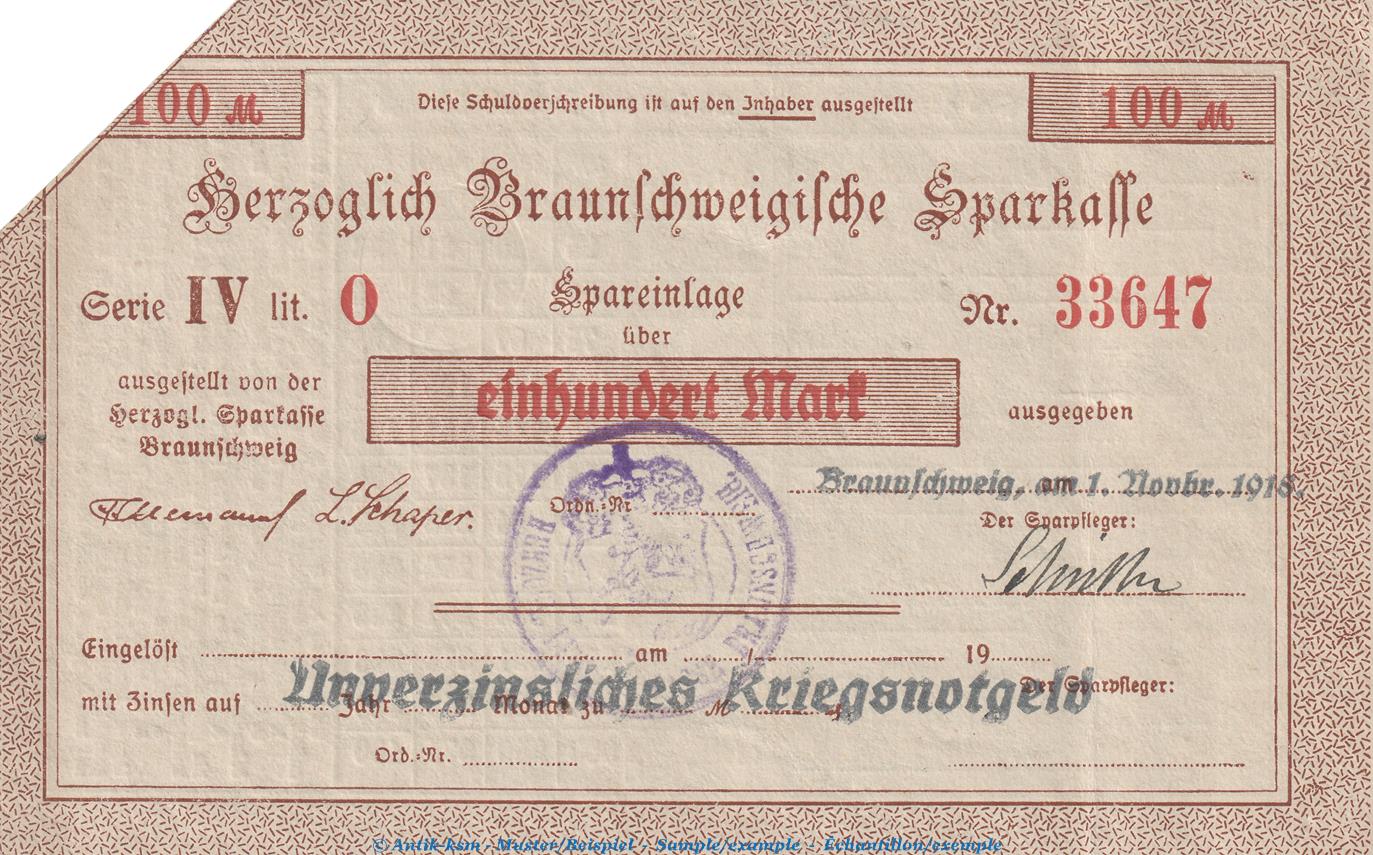 100 M
Diese Schuldverschreibung ist auf den Inhaber ausgestellt
100 M
Herzoglich Braunschweigische Sparkasse
Serie IV lit. O
Spareinlage
Nr. 33647
über
ausgestellt von der
Herzogl. Sparkasse
Braunschweig
einhundert Mark
ausgegeben
Braunschweig, am 1. Novbr. 1918.
L. Schaper.
Ordn.-Nr.
Der Sparpfleger:
Eingelöst am 19
Unverzinsliches Kriegsnotgeld
Der Sparpfleger:
mit Zinsen auf Jahr Monat zu M
Ord.-Nr.
© Antik-ksm - Muster/Beispiel - Sample/example - Échantillon/exemple